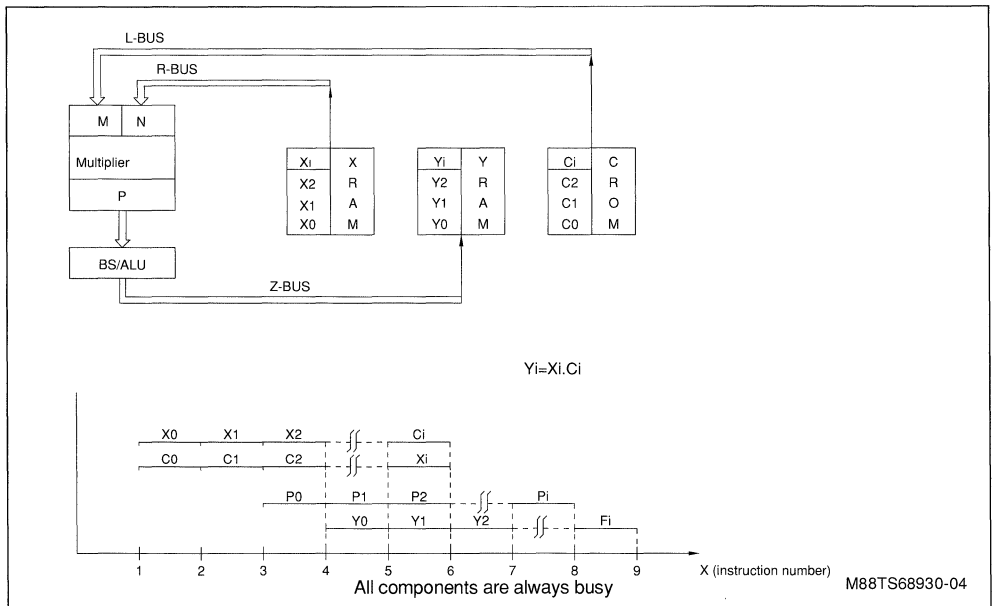 L-BUS
R-BUS
M N
Multiplier
P
BS/ALU
Z-BUS
Xi X
X2 R
X1 A
X0 M
Yi Y
Y2 R
Y1 A
Y0 M
Ci C
C2 R
C1 O
C0 M
Yi=Xi.Ci
X0 X1 X2 Ci
C0 C1 C2 Xi
P0 P1 P2 Pi
Y0 Y1 Y2 Fi
1 2 3 4 5 6 7 8 9 X (instruction number)
All components are always busy
M88TS68930-04